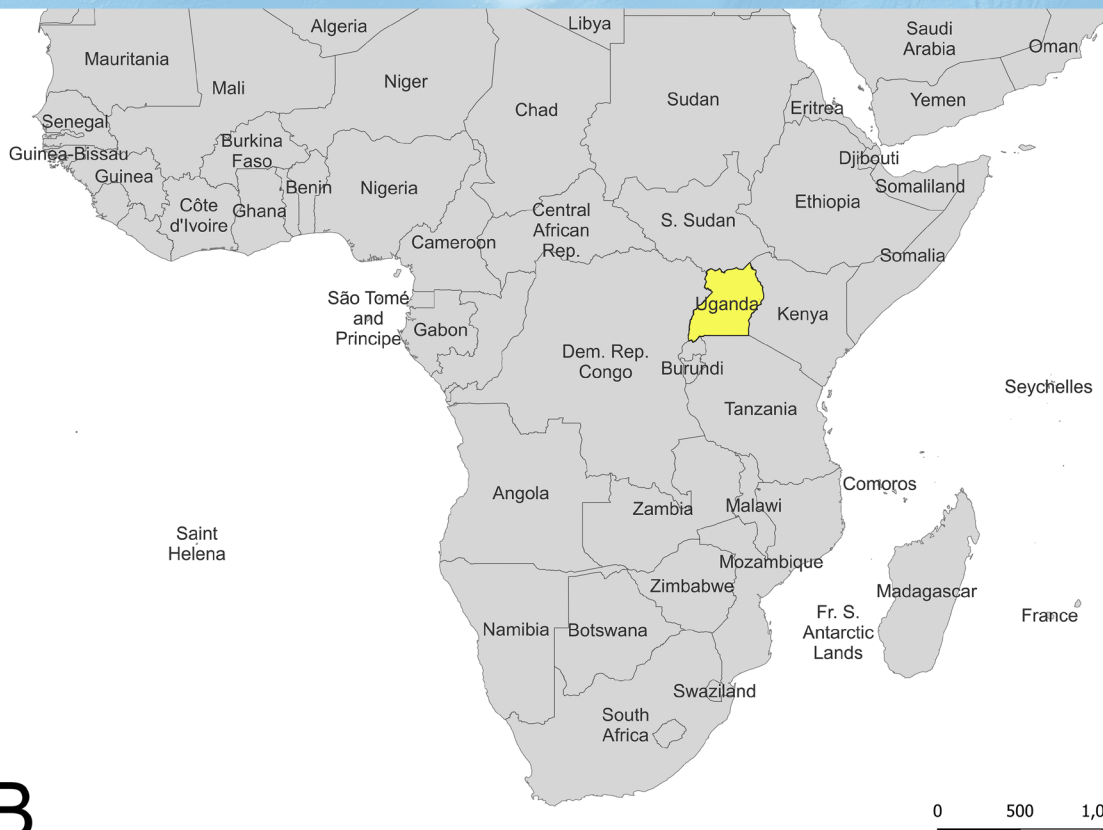 Algeria
Libya
Saudi
Arabia
Oman
Mauritania
Mali
Niger
Chad
Sudan
Eritrea
Yemen
Senegal
Guinea-Bissau
Guinea
Burkina
Faso
Benin
Nigeria
Djibouti
Somaliland
Ethiopia
Côte
d'Ivoire
Ghana
Central
African
Rep.
S. Sudan
Cameroon
Somalia
São Tomé
and
Principe
Gabon
Uganda
Kenya
Dem. Rep.
Congo
Burundi
Seychelles
Tanzania
Angola
Zambia
Malawi
Comoros
Saint
Helena
Mozambique
Zimbabwe
Madagascar
Namibia
Botswana
Fr. S.
Antarctic
Lands
France
Swaziland
South
Africa
B
0 500 1,0